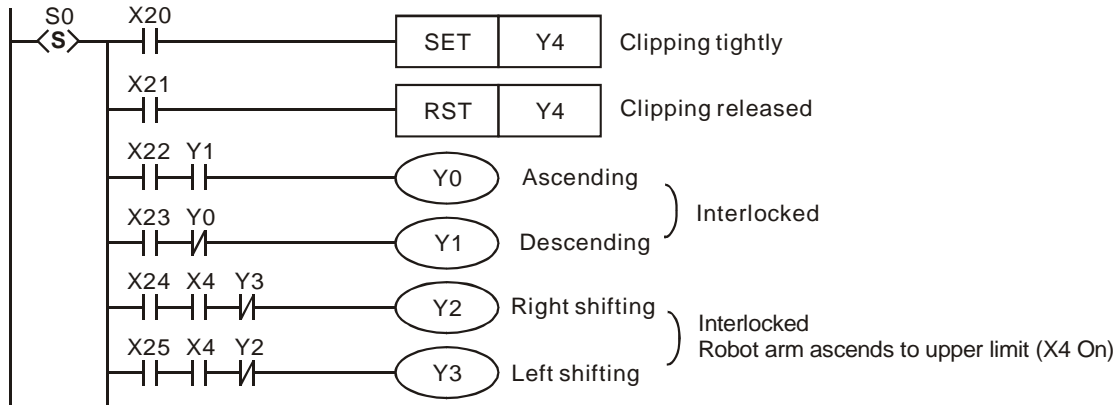 S0 X20
S SET Y4 Clipping tightly
X21
RST Y4 Clipping released
X22 Y1
Y0 Ascending
Interlocked
X23 Y0
Y1 Descending
X24 X4 Y3
Y2 Right shifting
Interlocked
Robot arm ascends to upper limit (X4 On)
X25 X4 Y2
Y3 Left shifting